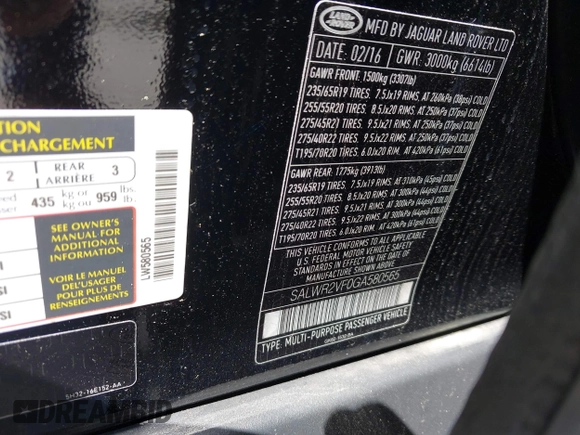 LAND ROVER
MFD BY JAGUAR LAND ROVER LTD
DATE: 02/16 GWR: 3000kg (6614lb)
GAWR FRONT. 1500kg (3307lb)
235/65R19 TIRES. 7.5Jx19 RIMS. AT 260kPa (38psi) COLD
255/55R20 TIRES. 8.5Jx20 RIMS. AT 250kPa (37psi) COLD
275/45R21 TIRES. 9.5Jx21 RIMS. AT 250kPa (37psi) COLD
275/40R22 TIRES. 9.5Jx22 RIMS. AT 250kPa (37psi) COLD
T195/70R20 TIRES. 6.0Jx20 RIM. AT 420kPa (61psi) COLD
GAWR REAR. 1775kg (3913lb)
235/65R19 TIRES. 7.5Jx19 RIMS. AT 310kPa (45psi) COLD
255/55R20 TIRES. 8.5Jx20 RIMS. AT 300kPa (44psi) COLD
275/45R21 TIRES. 9.5Jx21 RIMS. AT 300kPa (44psi) COLD
275/40R22 TIRES. 9.5Jx22 RIMS. AT 300kPa (44psi) COLD
T195/70R20 TIRES. 6.0Jx20 RIM. AT 420kPa (61psi) COLD
THIS VEHICLE CONFORMS TO ALL APPLICABLE
U.S. FEDERAL MOTOR VEHICLE SAFETY STANDARDS
IN EFFECT ON THE DATE OF MANUFACTURE
SHOWN ABOVE.
SALWR2VF0GA580565
TYPE: MULTI-PURPOSE PASSENGER VEHICLE
TION
CHARGEMENT
2 REAR ARRIÈRE 3
435 kg or kg ou 959 lbs. lb.
SEE OWNER'S
MANUAL FOR
ADDITIONAL
INFORMATION
VOIR LE MANUEL
DE L'USAGER
POUR PLUS DE
RENSEIGNEMENTS
LW580565
SI
SI
5H32-16E152-AA
DREAMBID